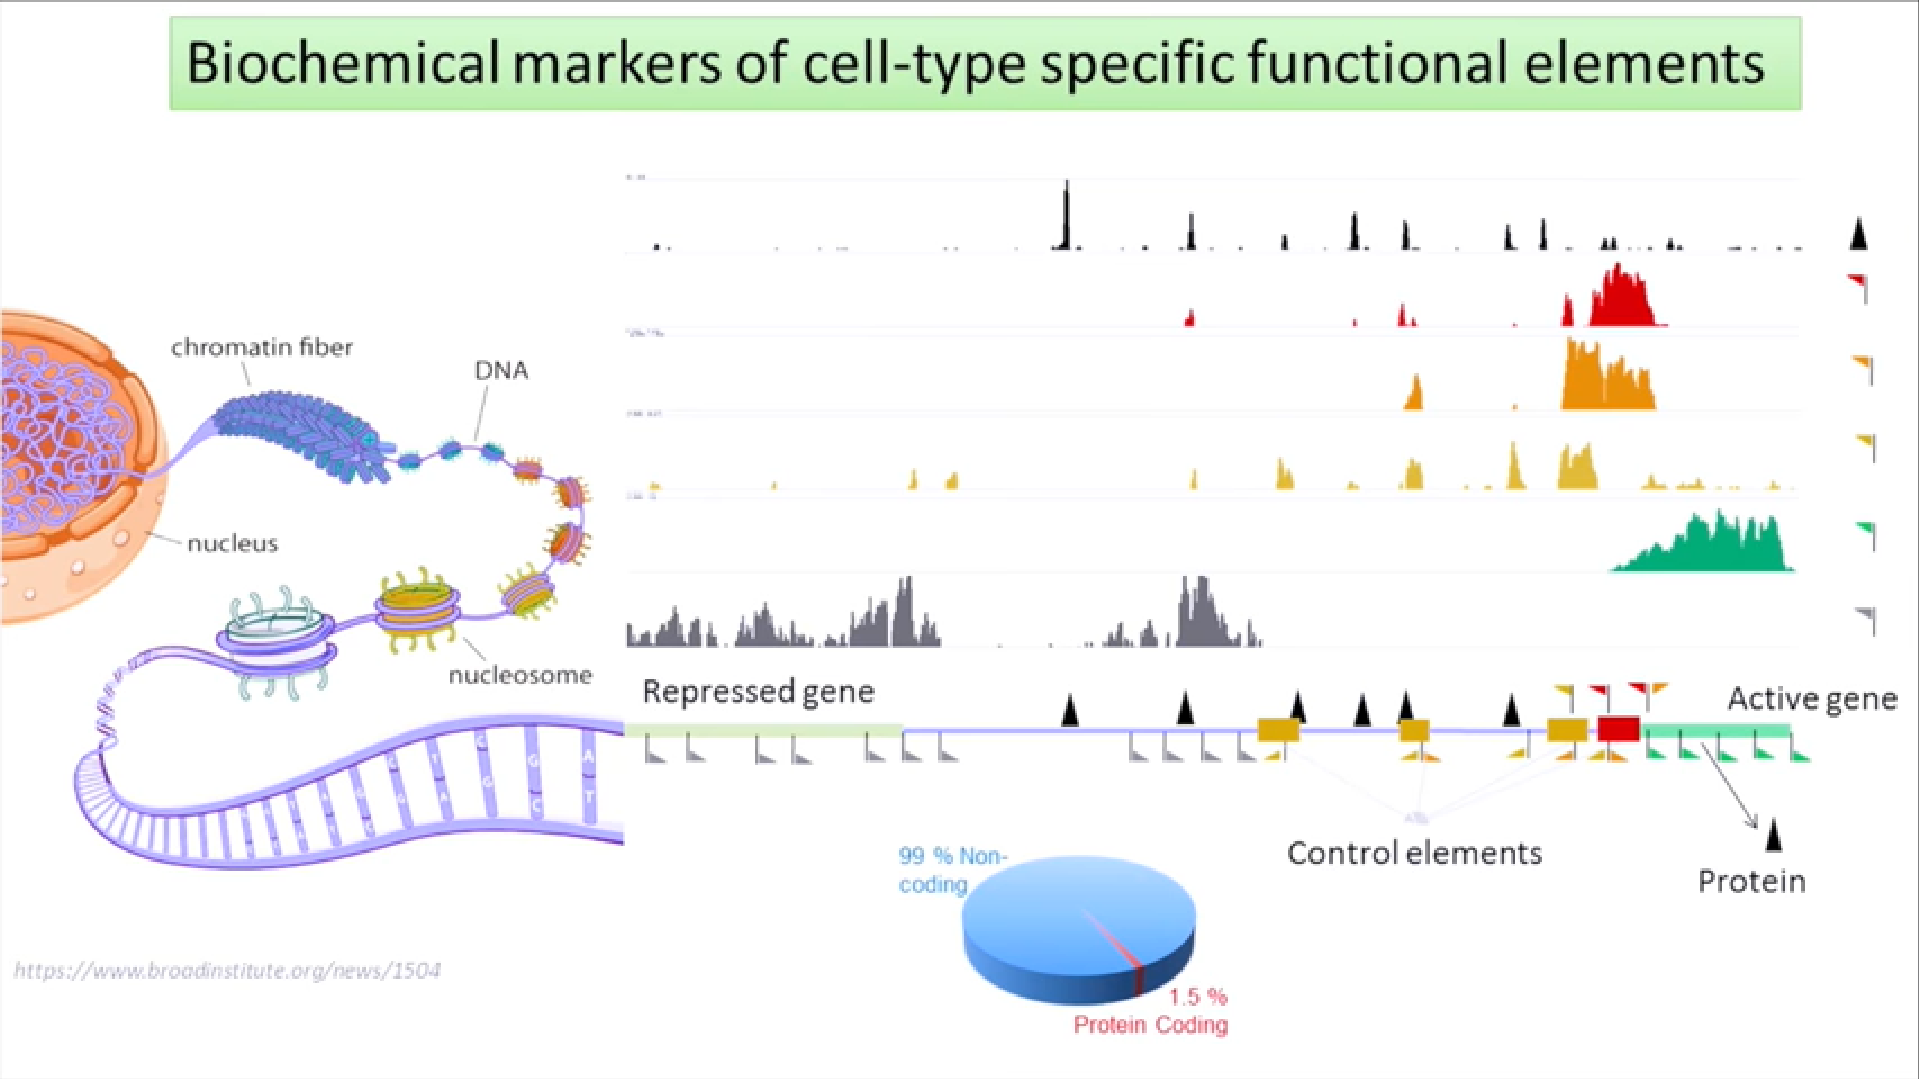 Biochemical markers of cell-type specific functional elements
chromatin fiber
DNA
nucleus
nucleosome
Repressed gene
Active gene
C
G
A
T
G
C
Control elements
Protein
99 % Non-
coding
1.5 %
Protein Coding
https://www.broadinstitute.org/news/1504